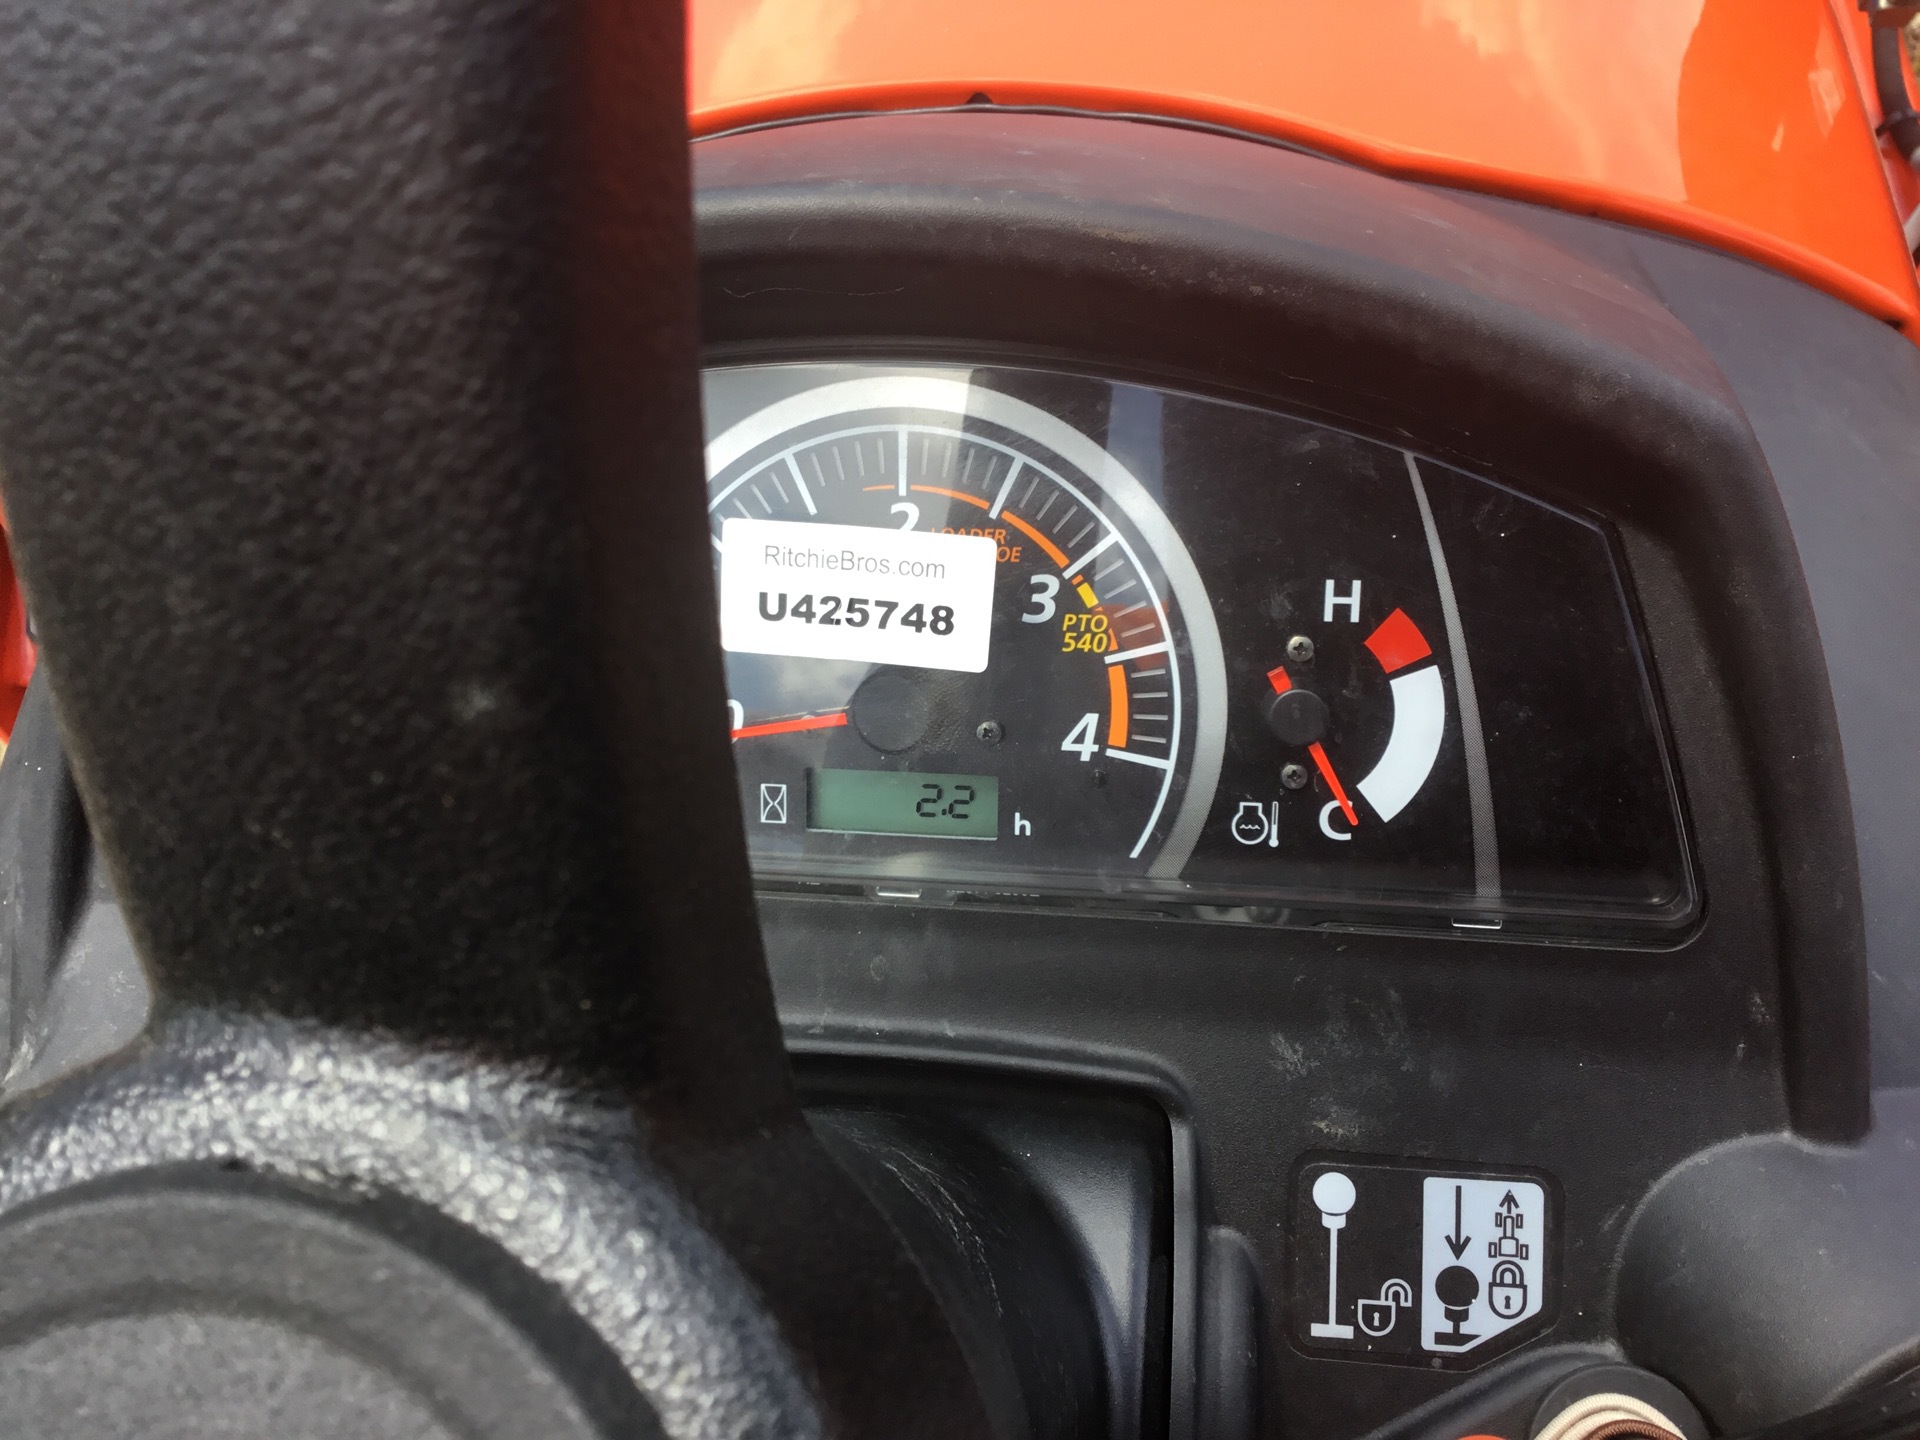 2
LOADER
RitchieBros.com
U425748
3
PTO
540
H
4
2.2
h
C